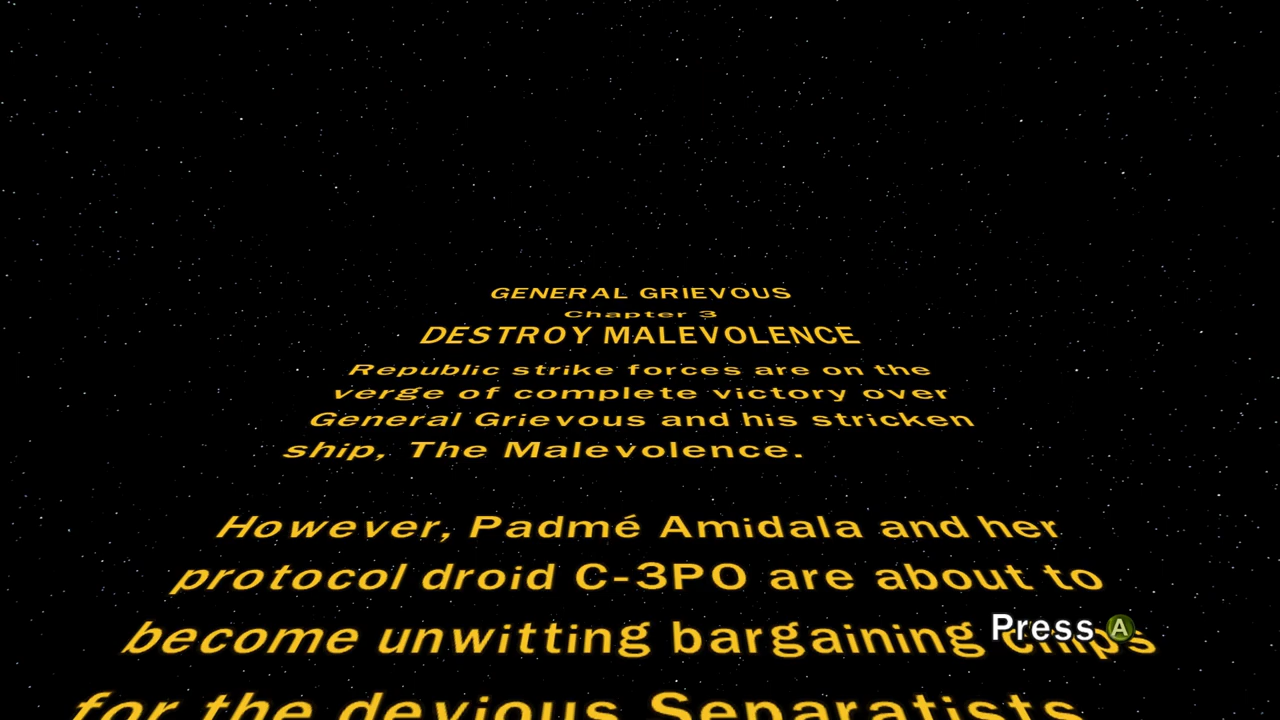 GENERAL GRIEVOUS
Chapter 3
DESTROY MALEVOLENCE
Republic strike forces are on the
verge of complete victory over
General Grievous and his stricken
ship, The Malevolence.
However, Padmé Amidala and her
protocol droid C-3PO are about to
become unwitting bargaining chips
Press A
for the devious Separatists